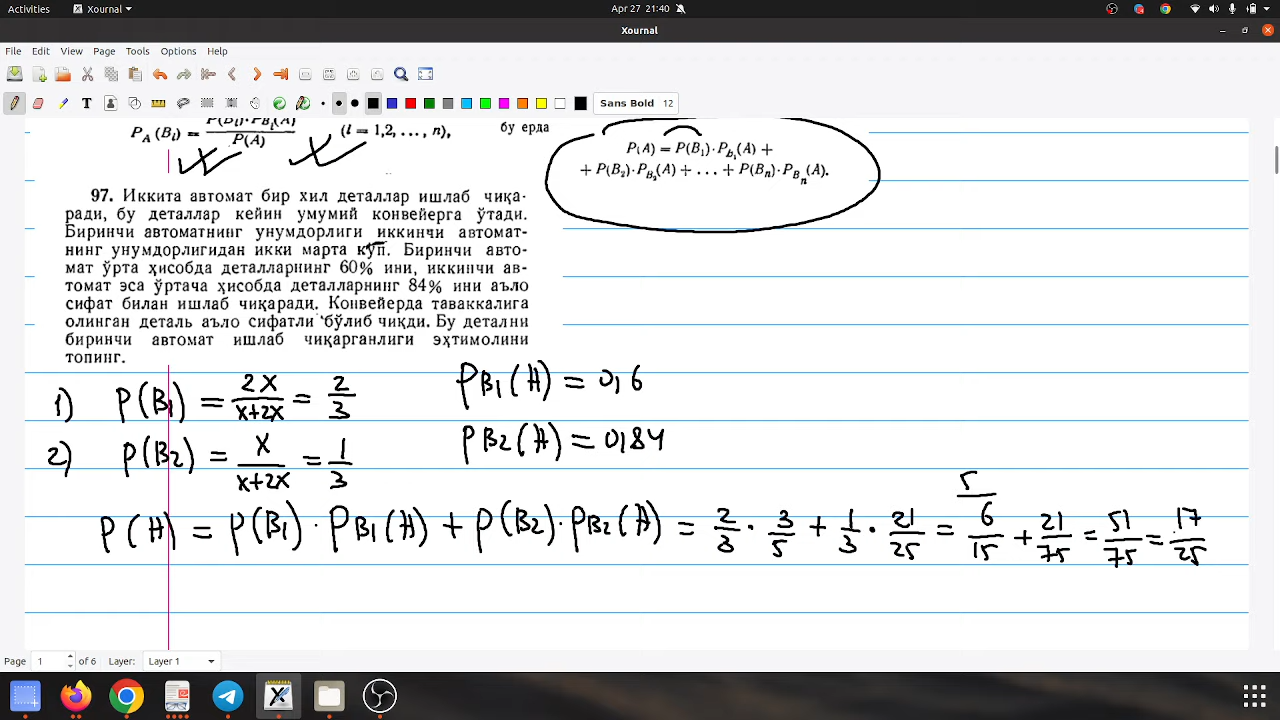 Activities Xournal Apr 27 21:40
Xournal
File Edit View Page Tools Options Help
Sans Bold 12
P_A(B_i) = P(B_i)·P_{B_i}(A) / P(A) (i = 1,2, ..., n), бу ерда
P(A) = P(B_1)·P_{B_1}(A) +
+ P(B_2)·P_{B_2}(A) + ... + P(B_n)·P_{B_n}(A).
97. Иккита автомат бир хил деталлар ишлаб чиқа-
ради, бу деталлар кейин умумий конвейерга ўтади.
Биринчи автоматнинг унумдорлиги иккинчи автомат-
нинг унумдорлигидан икки марта кўп. Биринчи авто-
мат ўрта ҳисобда деталларнинг 60% ини, иккинчи ав-
томат эса ўртача ҳисобда деталларнинг 84% ини аъло
сифат билан ишлаб чиқаради. Конвейерда таваккалига
олинган деталь аъло сифатли бўлиб чиқди. Бу детални
биринчи автомат ишлаб чиқарганлиги эҳтимолини
топинг.
1) P(B1) = 2x/(x+2x) = 2/3 PB1(A) = 0,6
2) P(B2) = x/(x+2x) = 1/3 PB2(A) = 0,84
5
P(A) = P(B1) · PB1(A) + P(B2) · PB2(A) = 2/3 · 3/5 + 1/3 · 21/25 = 6/15 + 21/75 = 51/75 = 17/25
Page 1 of 6 Layer: Layer 1